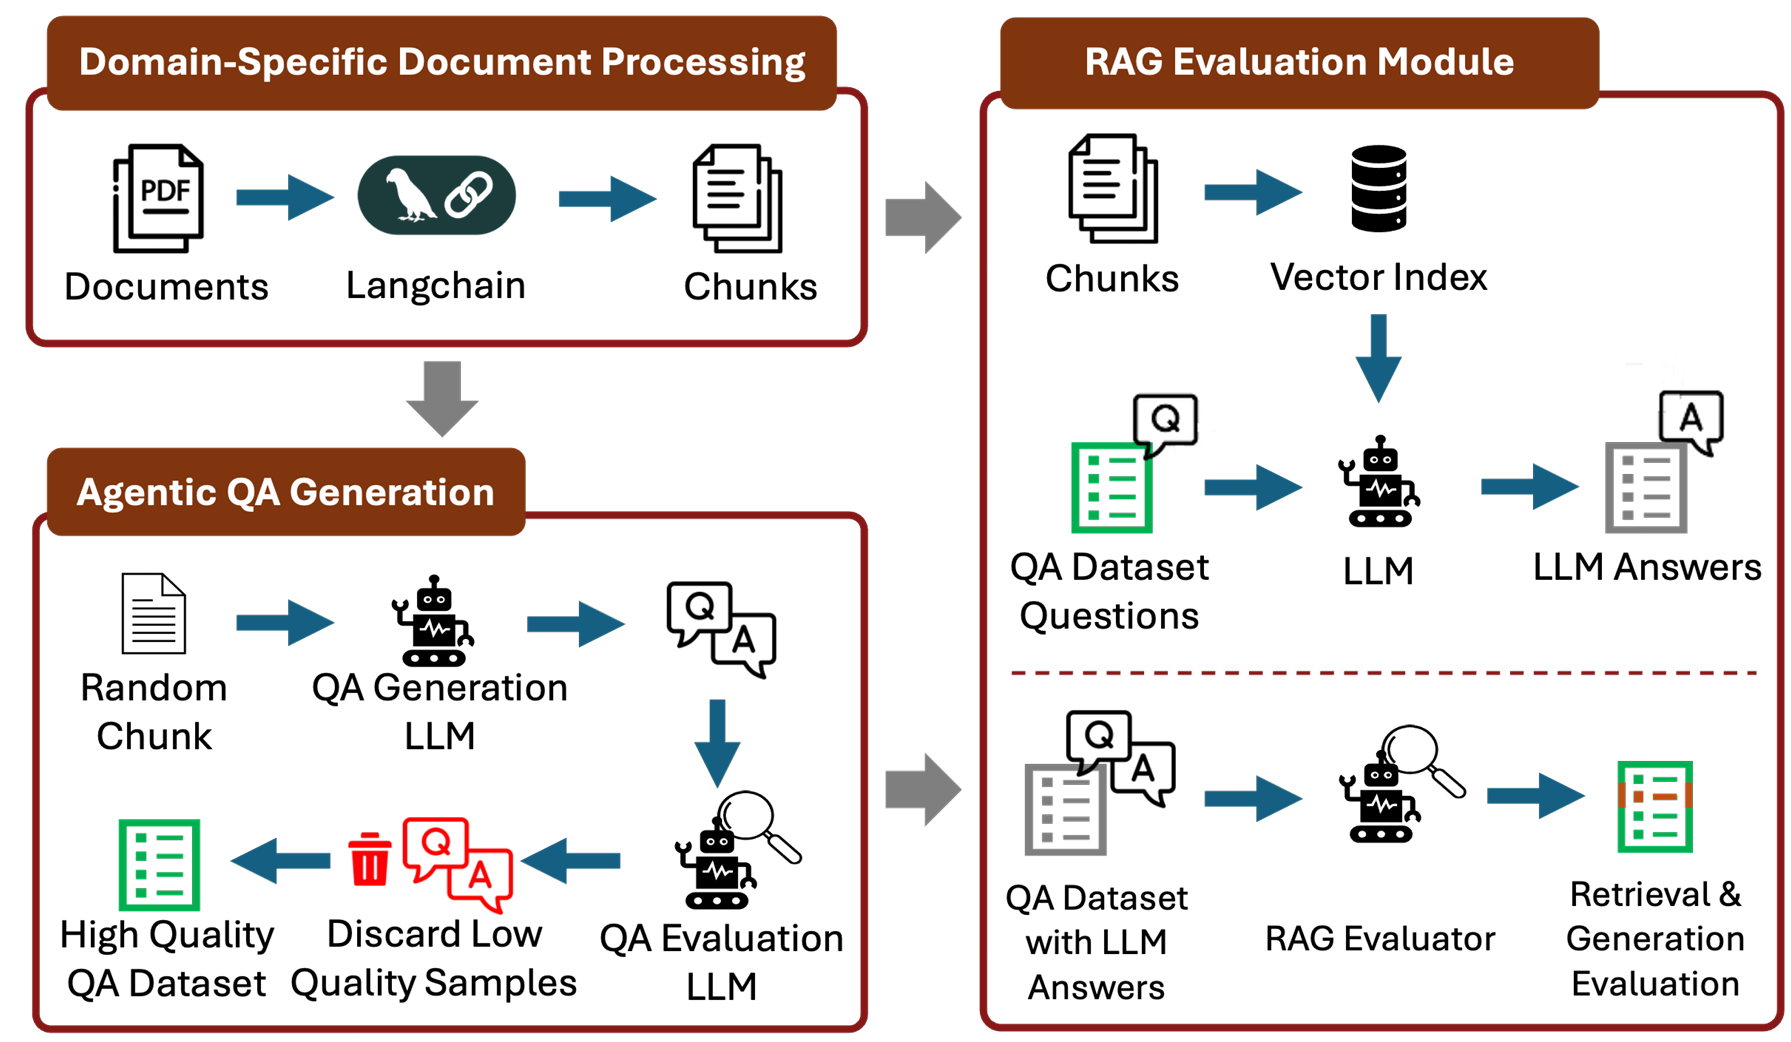 Domain-Specific Document Processing
PDF
Documents
Langchain
Chunks
Agentic QA Generation
Random
Chunk
QA Generation
LLM
Q
A
QA Evaluation
LLM
Q
A
Discard Low
Quality Samples
High Quality
QA Dataset
RAG Evaluation Module
Chunks
Vector Index
Q
QA Dataset
Questions
LLM
A
LLM Answers
Q
A
QA Dataset
with LLM
Answers
RAG Evaluator
Retrieval &
Generation
Evaluation